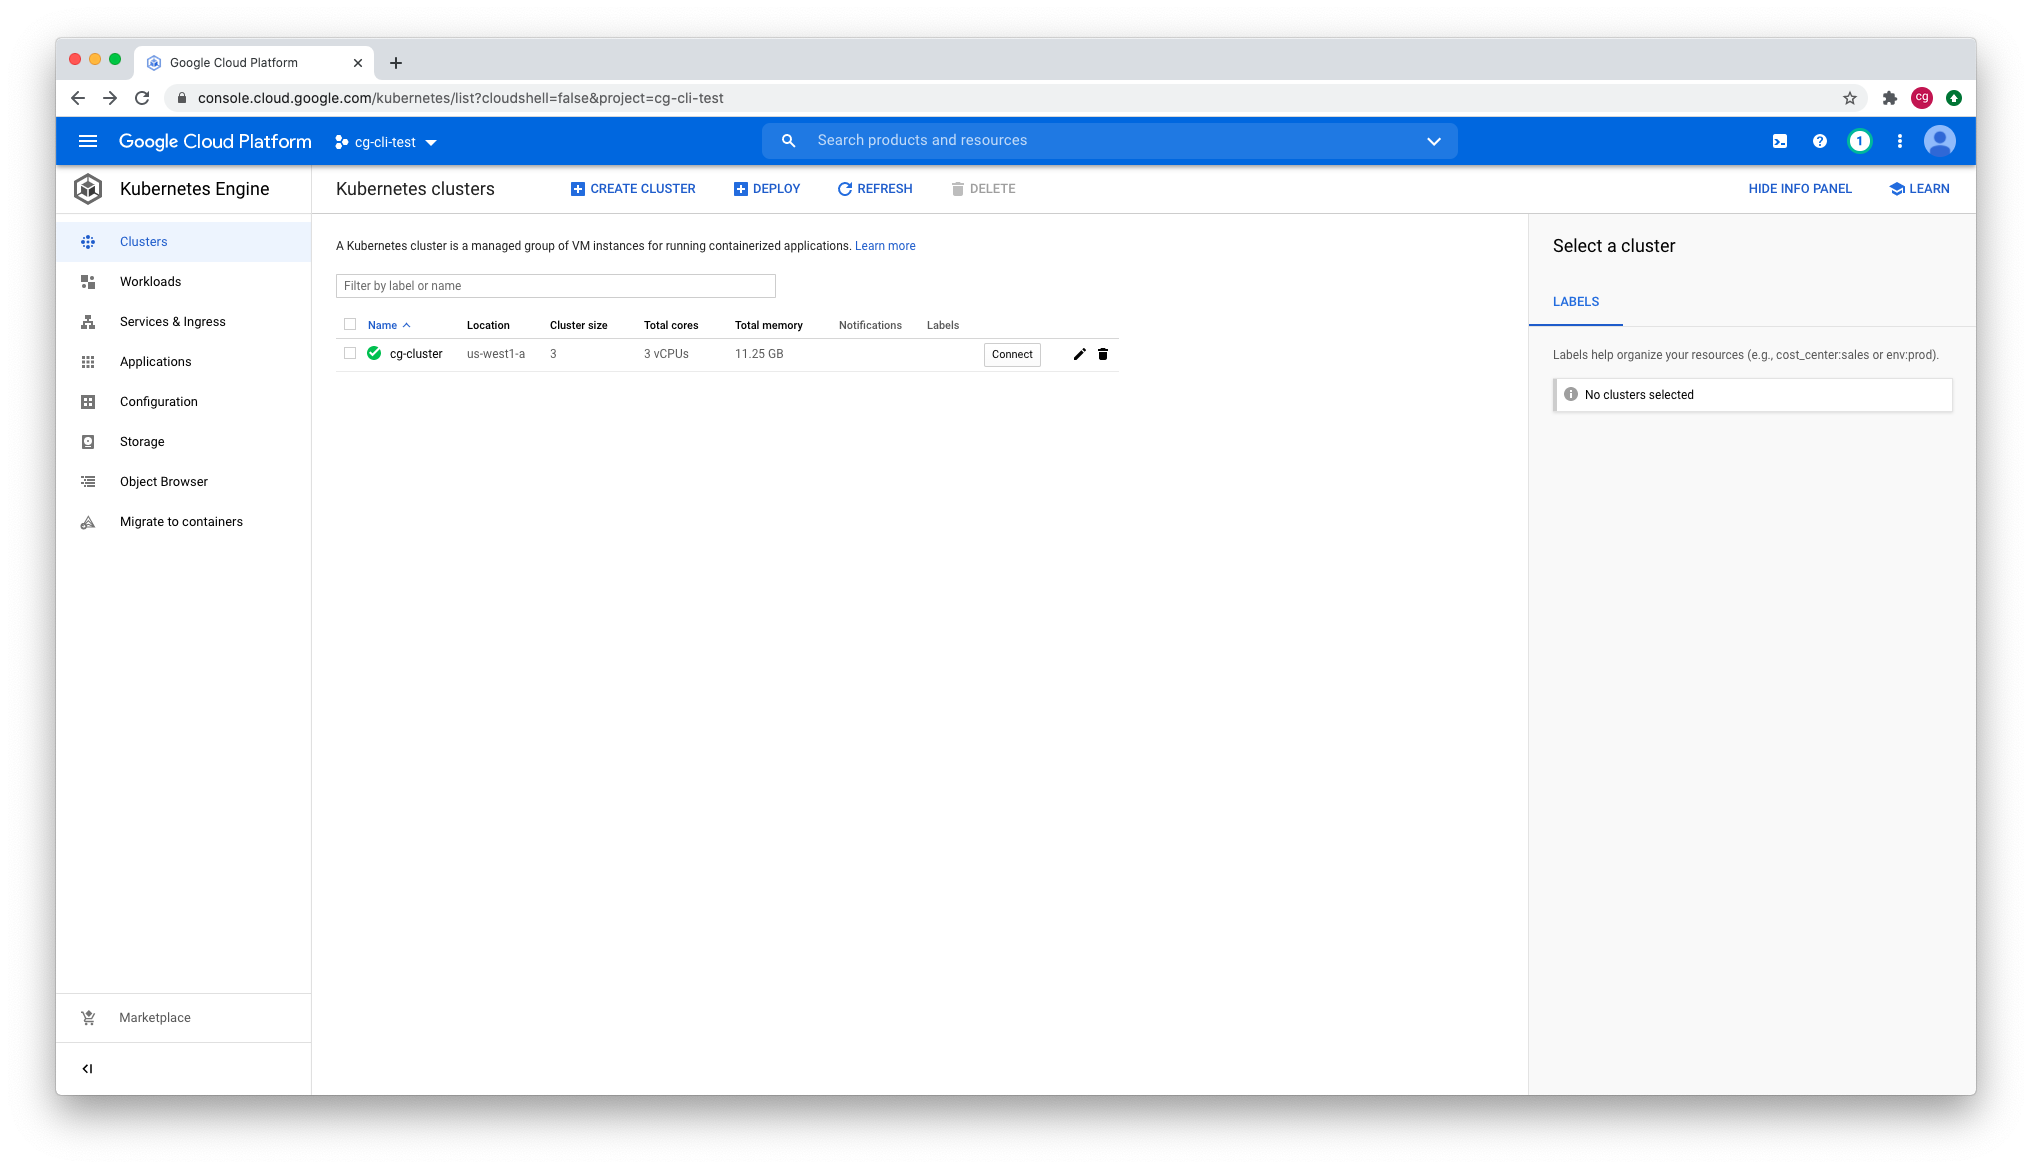 Google Cloud Platform
console.cloud.google.com/kubernetes/list?cloudshell=false&project=cg-cli-test
cg
Google Cloud Platform
cg-cli-test
Search products and resources
1
Kubernetes Engine
Kubernetes clusters
CREATE CLUSTER
DEPLOY
REFRESH
DELETE
HIDE INFO PANEL
LEARN
Clusters
Workloads
Services & Ingress
Applications
Configuration
Storage
Object Browser
Migrate to containers
Marketplace
A Kubernetes cluster is a managed group of VM instances for running containerized applications. Learn more
Filter by label or name
Name Location Cluster size Total cores Total memory Notifications Labels
cg-cluster us-west1-a 3 3 vCPUs 11.25 GB Connect
Select a cluster
LABELS
Labels help organize your resources (e.g., cost_center:sales or env:prod).
No clusters selected